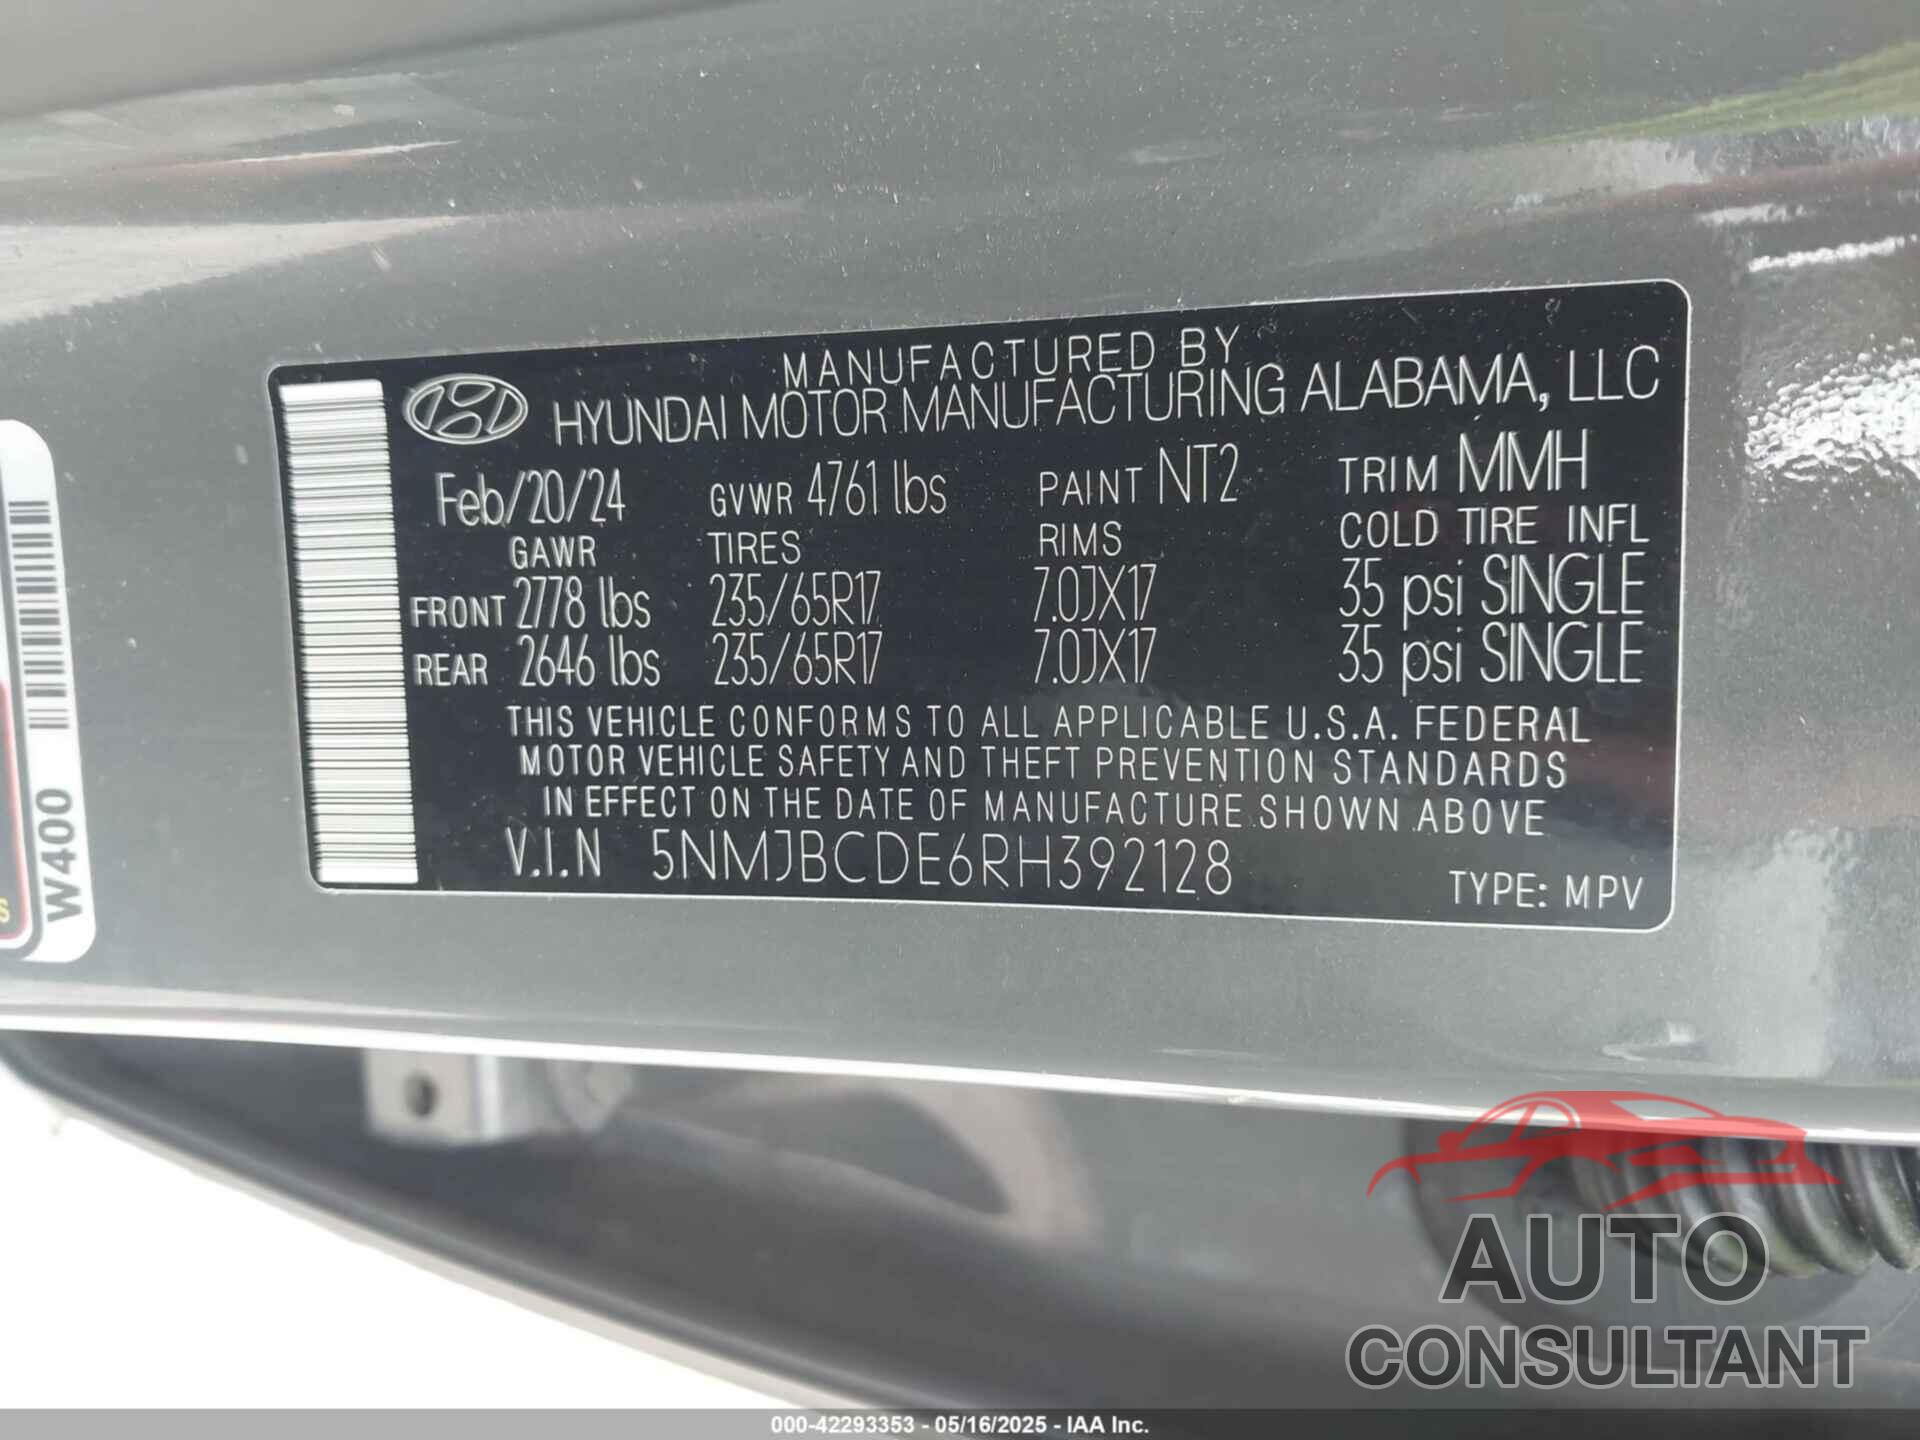 MANUFACTURED BY
HYUNDAI MOTOR MANUFACTURING ALABAMA, LLC
Feb/20/24 GVWR 4761 lbs PAINT NT2 TRIM MMH
GAWR TIRES RIMS COLD TIRE INFL
FRONT 2778 lbs 235/65R17 7.0JX17 35 psi SINGLE
REAR 2646 lbs 235/65R17 7.0JX17 35 psi SINGLE
THIS VEHICLE CONFORMS TO ALL APPLICABLE U.S.A. FEDERAL
MOTOR VEHICLE SAFETY AND THEFT PREVENTION STANDARDS
IN EFFECT ON THE DATE OF MANUFACTURE SHOWN ABOVE
V.I.N 5NMJBCDE6RH392128
TYPE: MPV
W400
S
AUTO
CONSULTANT
000-42293353 - 05/16/2025 - IAA Inc.